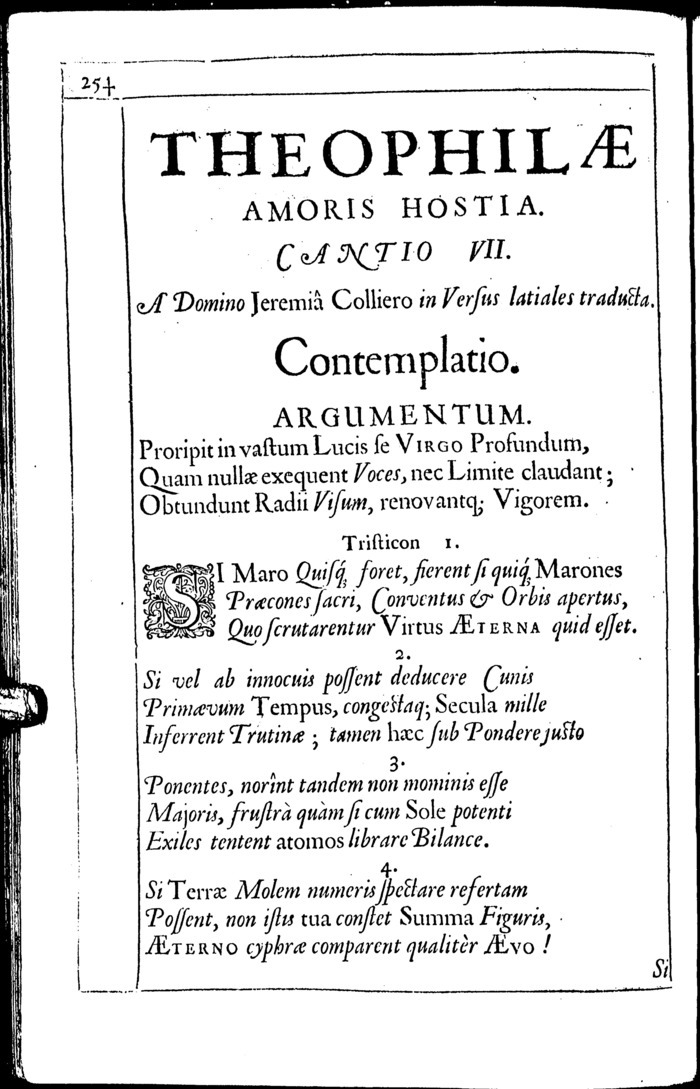 254
THEOPHILÆ
AMORIS HOSTIA.
CANTIO VII.
A Domino Jeremiâ Colliero in Verſus latiales traducta.
Contemplatio.
ARGUMENTUM.
Proripit in vaſtum Lucis ſe VIRGO Profundum,
Quam nullæ exequent Voces, nec Limite claudant;
Obtundunt Radii Viſum, renovantq; Vigorem.
Triſticon 1.
SI Maro Quiſq́; foret, fierent ſi quiq́; Marones
Præcones ſacri, Conventus & Orbis apertus,
Quo ſcrutarentur Virtus ÆTERNA quid eſſet.
2.
Si vel ab innocuis poſſent deducere Cunis
Primævum Tempus, congeſtaq; Secula mille
Inferrent Trutinæ; tamen hæc ſub Pondere juſto
3.
Ponentes, norînt tandem non mominis eſſe
Majoris, fruſtrà quàm ſi cum Sole potenti
Exiles tentent atomos librare Bilance.
4.
Si Terræ Molem numeris ſpectare refertam
Poſſent, non iſtis tua conſtet Summa Figuris,
ÆTERNO cyphræ comparent qualitèr ÆVO!
Si